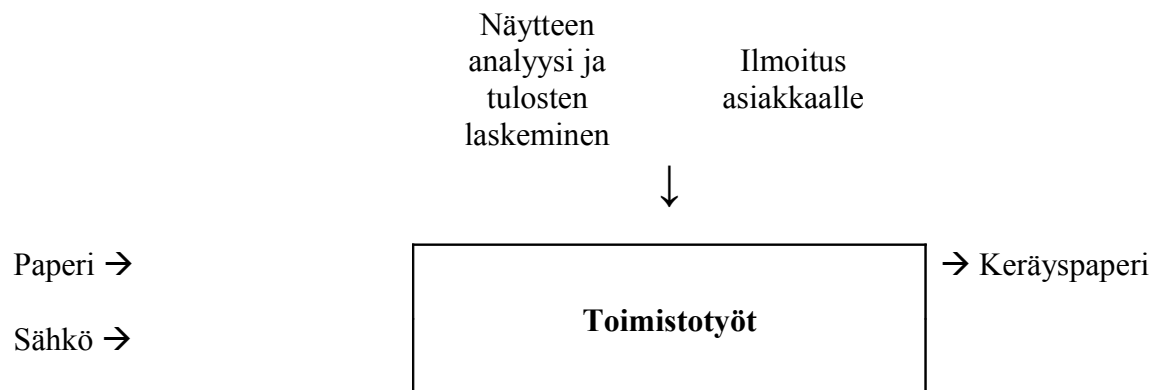 Näytteen
analyysi ja
tulosten
laskeminen
Ilmoitus
asiakkaalle
↓
Paperi →
Sähkö →
Toimistotyöt
→ Keräyspaperi